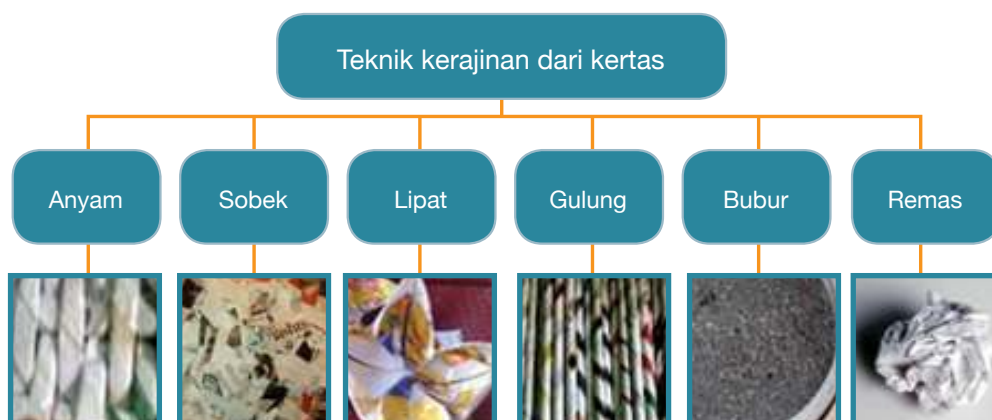 Teknik kerajinan dari kertas
Anyam
Sobek
Lipat
Gulung
Bubur
Remas